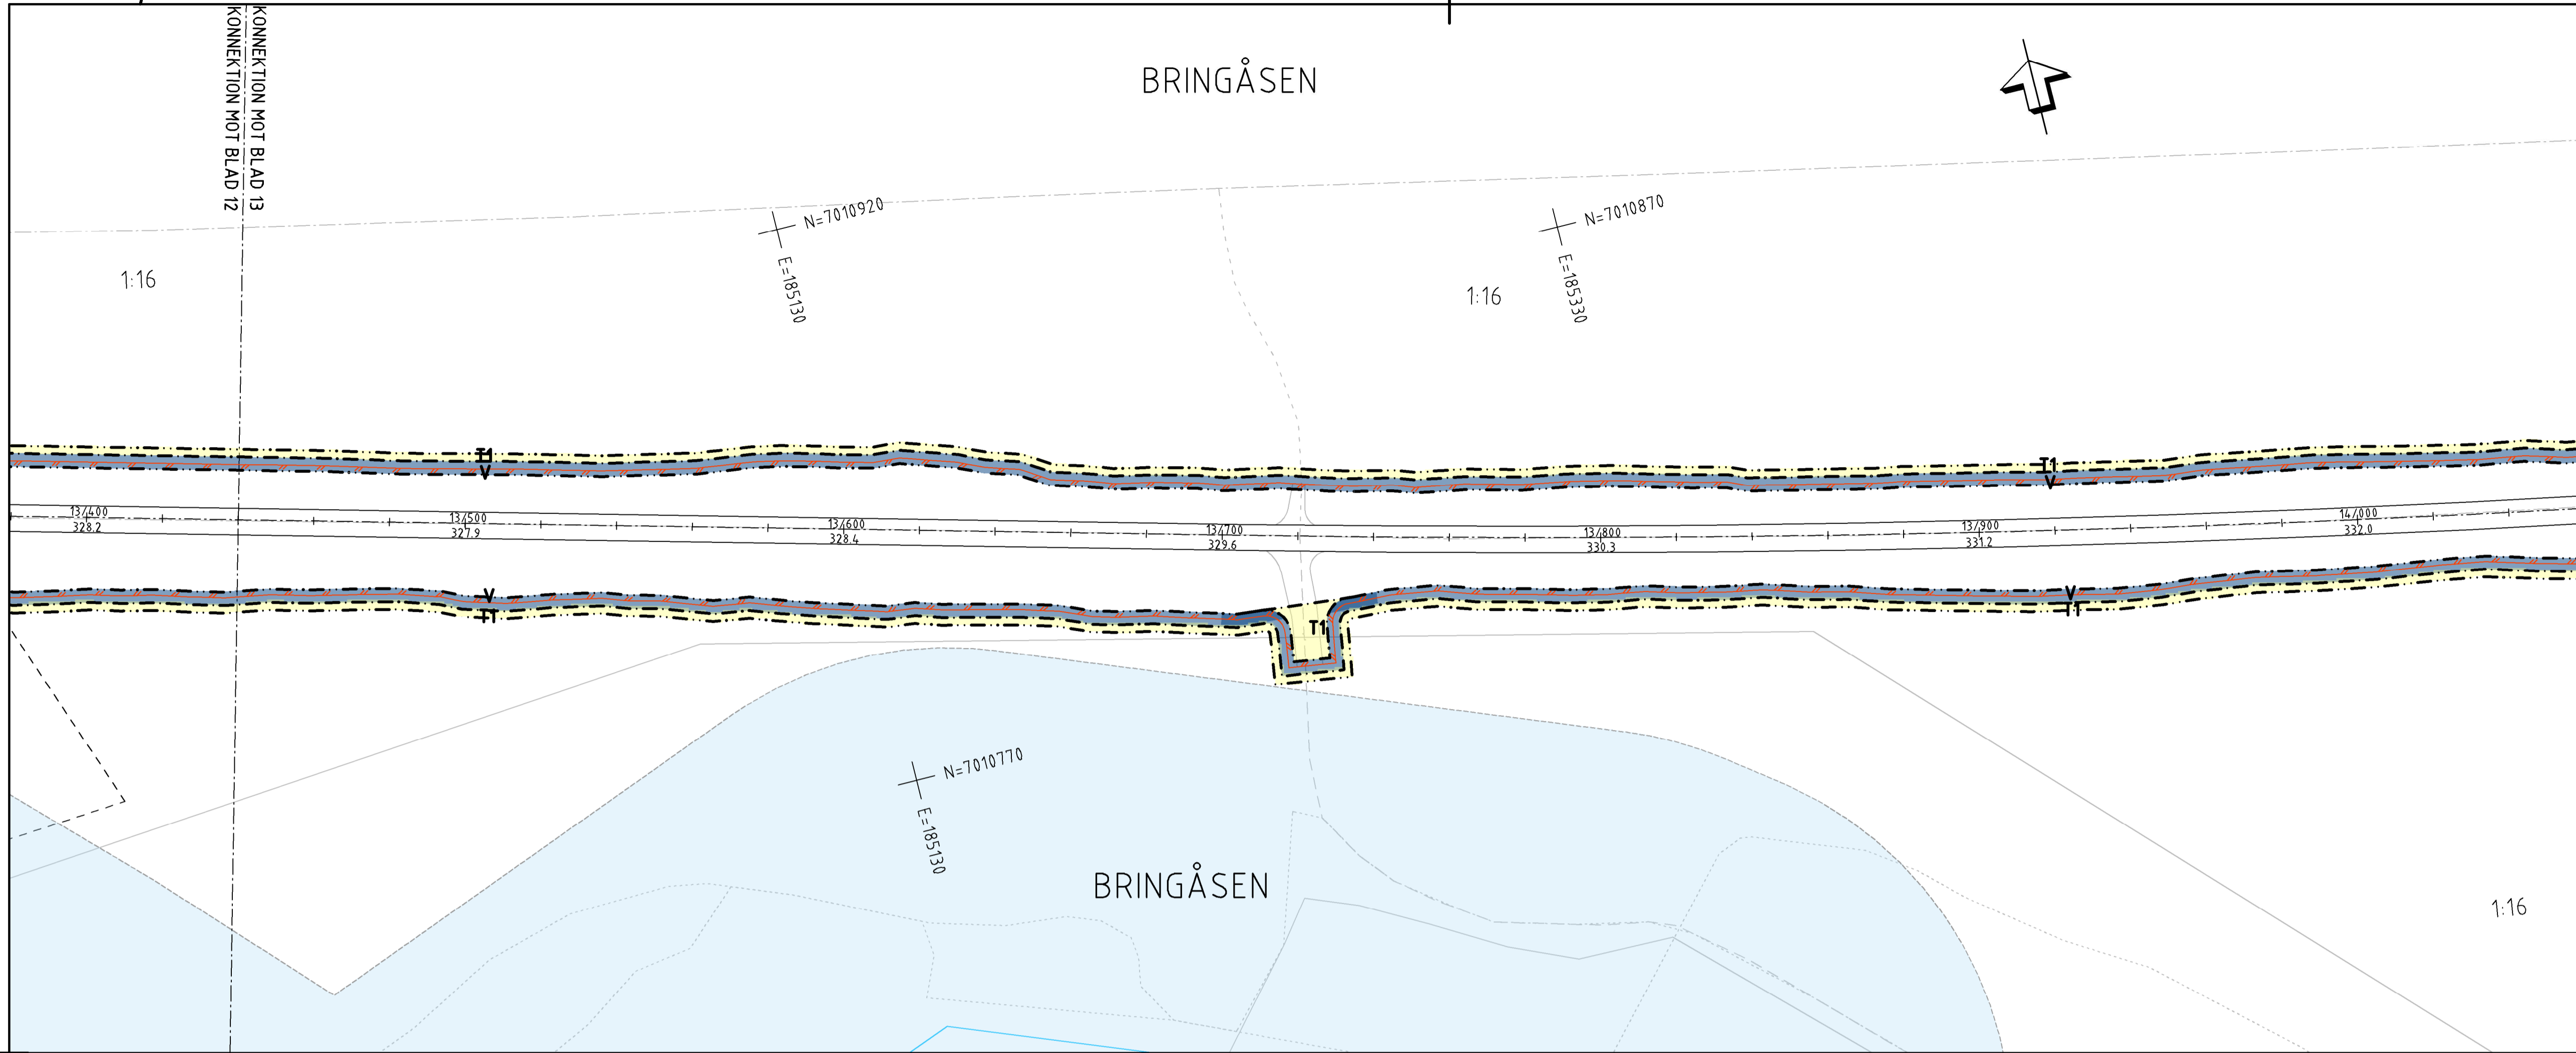 KONNEKTION MOT BLAD 13
KONNEKTION MOT BLAD 12
BRINGÅSEN
N=7010920
E=185130
N=7010870
E=185330
1:16
1:16
T1
V
T1
V
13/400
328.2
13/500
327.9
13/600
328.4
13/700
329.6
13/800
330.3
13/900
331.2
14/000
332.0
V
T1
T1
V
T1
N=7010770
E=185130
BRINGÅSEN
1:16